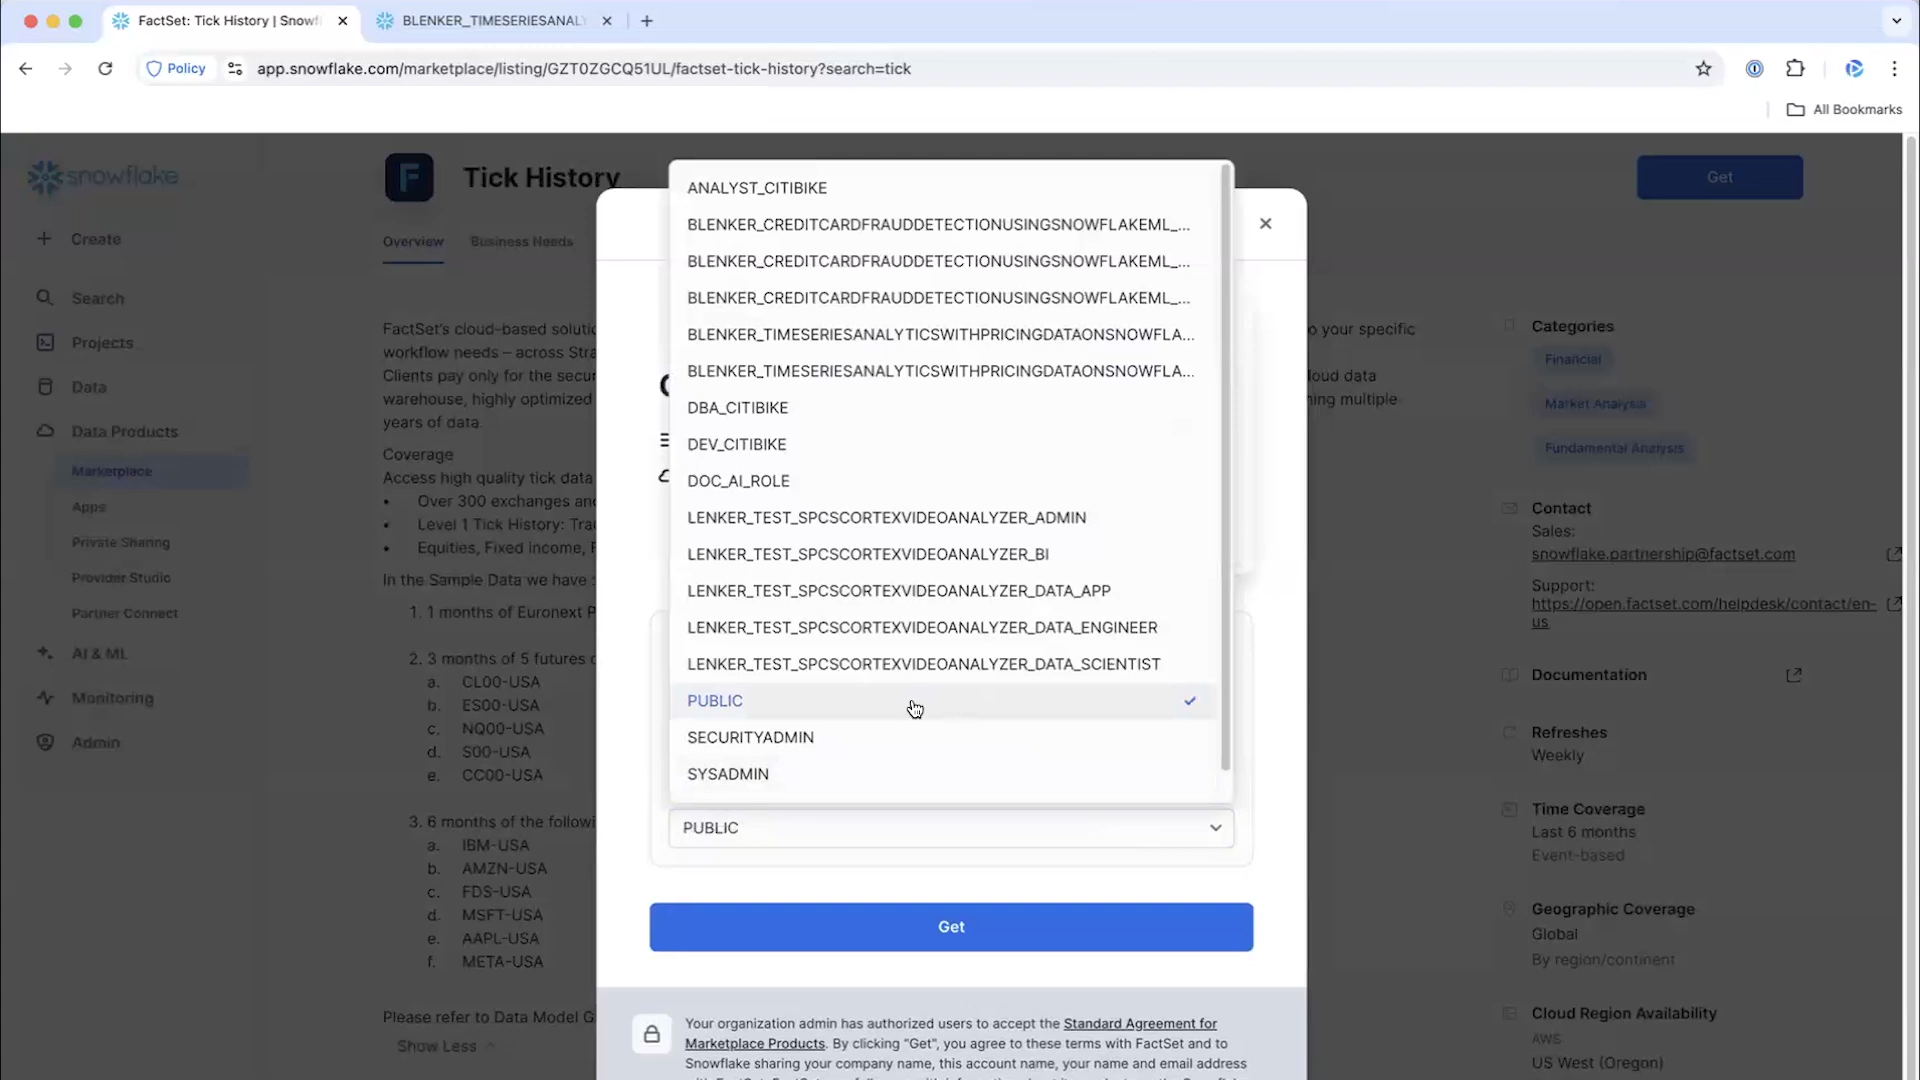 FactSet: Tick History | Snowfl
BLENKER_TIMESERIESANAL
Policy
app.snowflake.com/marketplace/listing/GZT0ZGCQ51UL/factset-tick-history?search=tick
All Bookmarks
snowflake
Create
Search
Projects
Data
Data Products
Marketplace
Apps
Private Sharing
Provider Studio
Partner Connect
AI & ML
Monitoring
Admin
F
Tick History
Get
Overview
Business Needs
FactSet's cloud-based solutio
o your specific
workflow needs – across Stra
Clients pay only for the secur
loud data
warehouse, highly optimized
ning multiple
years of data.
Coverage
Access high quality tick data
• Over 300 exchanges and
• Level 1 Tick History: Tra
• Equities, Fixed income, F
In the Sample Data we have :
1. 1 months of Euronext P
2. 3 months of 5 futures c
a. CL00-USA
b. ES00-USA
c. NQ00-USA
d. S00-USA
e. CC00-USA
3. 6 months of the followi
a. IBM-USA
b. AMZN-USA
c. FDS-USA
d. MSFT-USA
e. AAPL-USA
f. META-USA
Please refer to Data Model G
Show Less
ANALYST_CITIBIKE
BLENKER_CREDITCARDFRAUDDETECTIONUSINGSNOWFLAKEML_...
BLENKER_CREDITCARDFRAUDDETECTIONUSINGSNOWFLAKEML_...
BLENKER_CREDITCARDFRAUDDETECTIONUSINGSNOWFLAKEML_...
BLENKER_TIMESERIESANALYTICSWITHPRICINGDATAONSNOWFLA...
BLENKER_TIMESERIESANALYTICSWITHPRICINGDATAONSNOWFLA...
DBA_CITIBIKE
DEV_CITIBIKE
DOC_AI_ROLE
LENKER_TEST_SPCSCORTEXVIDEOANALYZER_ADMIN
LENKER_TEST_SPCSCORTEXVIDEOANALYZER_BI
LENKER_TEST_SPCSCORTEXVIDEOANALYZER_DATA_APP
LENKER_TEST_SPCSCORTEXVIDEOANALYZER_DATA_ENGINEER
LENKER_TEST_SPCSCORTEXVIDEOANALYZER_DATA_SCIENTIST
PUBLIC
SECURITYADMIN
SYSADMIN
PUBLIC
Get
Your organization admin has authorized users to accept the Standard Agreement for
Marketplace Products. By clicking "Get", you agree to these terms with FactSet and to
Snowflake sharing your company name, this account name, your name and email address
Categories
Financial
Market Analysis
Fundamental Analysis
Contact
Sales:
snowflake.partnership@factset.com
Support:
https://open.factset.com/helpdesk/contact/en-
us
Documentation
Refreshes
Weekly
Time Coverage
Last 6 months
Event-based
Geographic Coverage
Global
By region/continent
Cloud Region Availability
AWS
US West (Oregon)